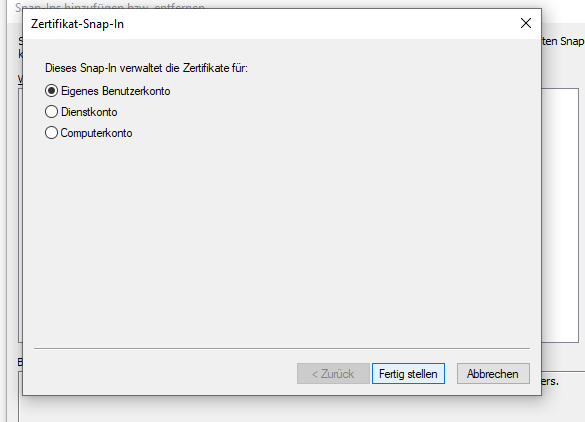 Snap-Ins hinzufügen bzw. entfernen
Zertifikat-Snap-In
ten Snap
Dieses Snap-In verwaltet die Zertifikate für:
Eigenes Benutzerkonto
Dienstkonto
Computerkonto
< Zurück
Fertig stellen
Abbrechen
ers.